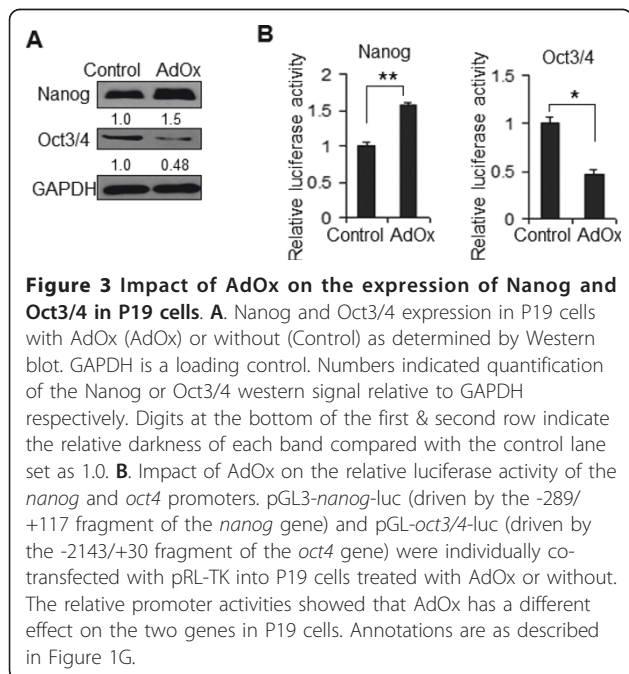 A
Control AdOx
Nanog
1.0 1.5
Oct3/4
1.0 0.48
GAPDH
B
Nanog
Relative luciferase activity
2
1.5
1
0.5
0
**
Control AdOx
Oct3/4
Relative luciferase activity
1.5
1
0.5
0
*
Control AdOx
Figure 3 Impact of AdOx on the expression of Nanog and
Oct3/4 in P19 cells. A. Nanog and Oct3/4 expression in P19 cells
with AdOx (AdOx) or without (Control) as determined by Western
blot. GAPDH is a loading control. Numbers indicated quantification
of the Nanog or Oct3/4 western signal relative to GAPDH
respectively. Digits at the bottom of the first & second row indicate
the relative darkness of each band compared with the control lane
set as 1.0. B. Impact of AdOx on the relative luciferase activity of the
nanog and oct4 promoters. pGL3-nanog-luc (driven by the -289/
+117 fragment of the nanog gene) and pGL-oct3/4-luc (driven by
the -2143/+30 fragment of the oct4 gene) were individually co-
transfected with pRL-TK into P19 cells treated with AdOx or without.
The relative promoter activities showed that AdOx has a different
effect on the two genes in P19 cells. Annotations are as described
in Figure 1G.